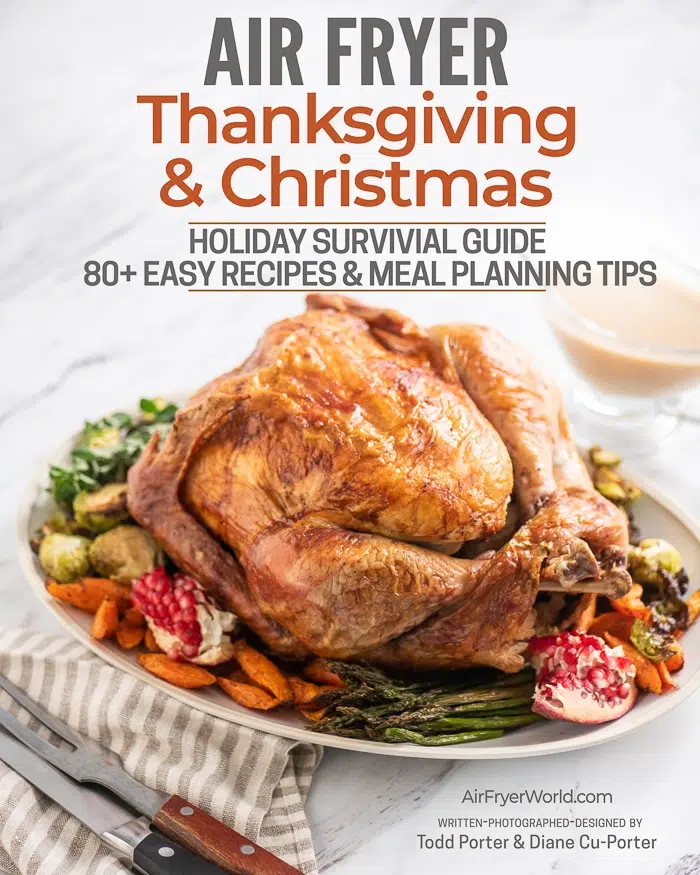 AIR FRYER
Thanksgiving
& Christmas
HOLIDAY SURVIVIAL GUIDE
80+ EASY RECIPES & MEAL PLANNING TIPS
AirFryerWorld.com
WRITTEN-PHOTOGRAPHED-DESIGNED BY
Todd Porter & Diane Cu-Porter